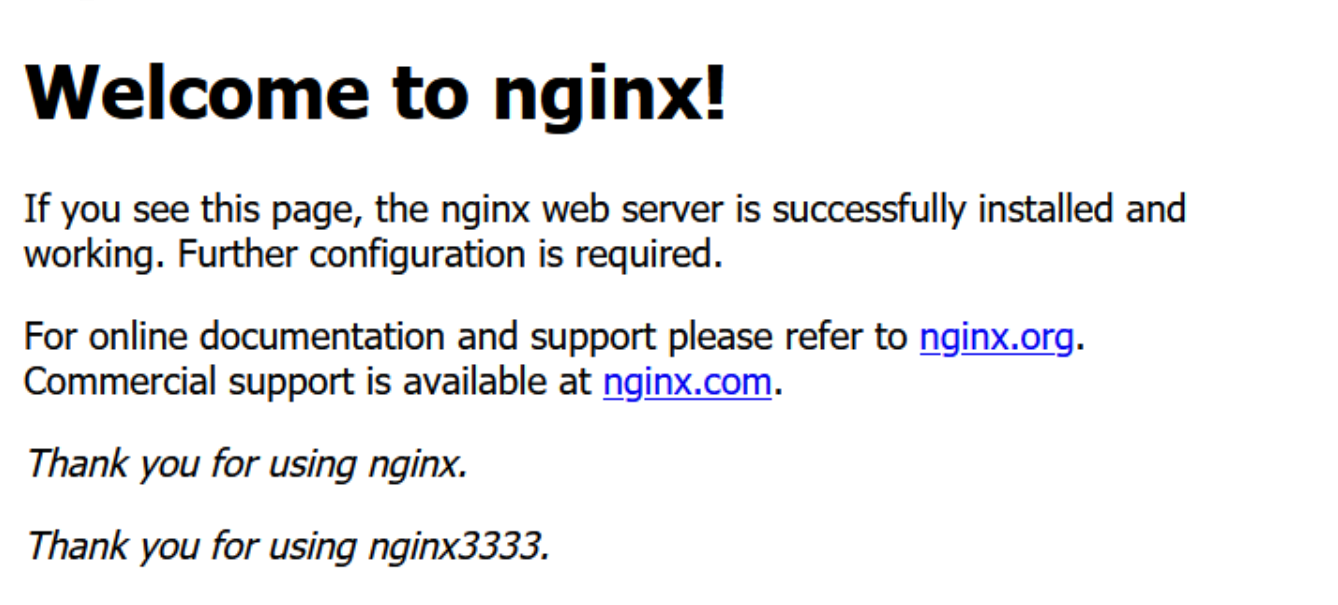 Welcome to nginx!
If you see this page, the nginx web server is successfully installed and
working. Further configuration is required.
For online documentation and support please refer to nginx.org.
Commercial support is available at nginx.com.
Thank you for using nginx.
Thank you for using nginx3333.